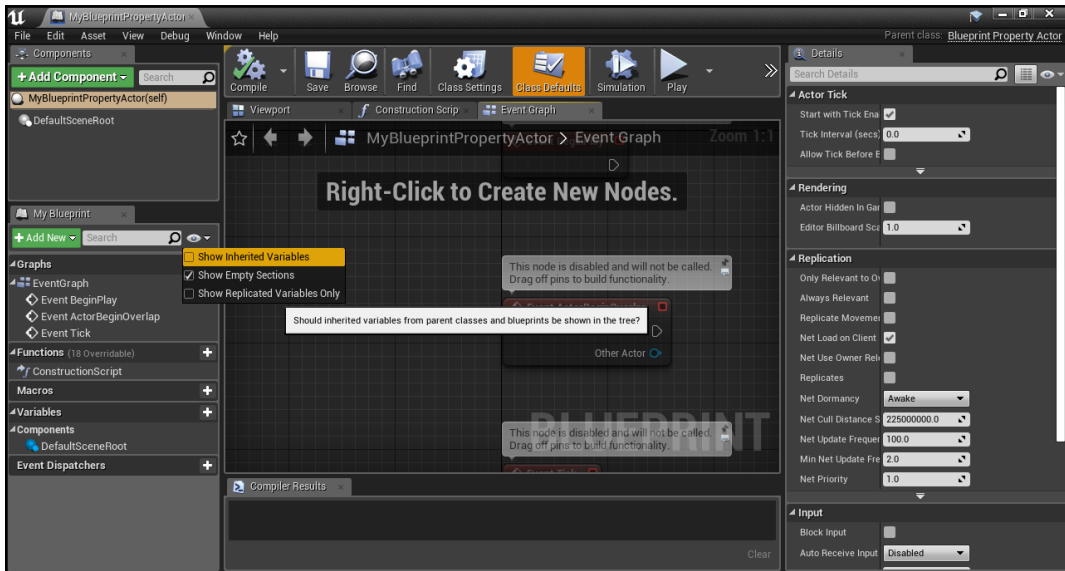 MyBlueprintPropertyActor
File Edit Asset View Debug Window Help
Parent class: Blueprint Property Actor
Components
+Add Component
Search
MyBlueprintPropertyActor(self)
DefaultSceneRoot
Compile
Save
Browse
Find
Class Settings
Class Defaults
Simulation
Play
Viewport
Construction Scrip
Event Graph
MyBlueprintPropertyActor > Event Graph
Zoom 1:1
Right-Click to Create New Nodes.
My Blueprint
+Add New
Search
Show Inherited Variables
Show Empty Sections
Show Replicated Variables Only
Should inherited variables from parent classes and blueprints be shown in the tree?
Graphs
EventGraph
Event BeginPlay
Event ActorBeginOverlap
Event Tick
Functions (18 Overridable)
ConstructionScript
Macros
Variables
Components
DefaultSceneRoot
Event Dispatchers
This node is disabled and will not be called.
Drag off pins to build functionality.
Event ActorBeginOverlap
Other Actor
BLUEPRINT
This node is disabled and will not be called.
Drag off pins to build functionality.
Event Tick
Compiler Results
Clear
Details
Search Details
Actor Tick
Start with Tick Ena
Tick Interval (secs) 0.0
Allow Tick Before B
Rendering
Actor Hidden In Gar
Editor Billboard Sca 1.0
Replication
Only Relevant to Ov
Always Relevant
Replicate Movemer
Net Load on Client
Net Use Owner Rele
Replicates
Net Dormancy Awake
Net Cull Distance S 225000000.0
Net Update Frequer 100.0
Min Net Update Fre 2.0
Net Priority 1.0
Input
Block Input
Auto Receive Input Disabled